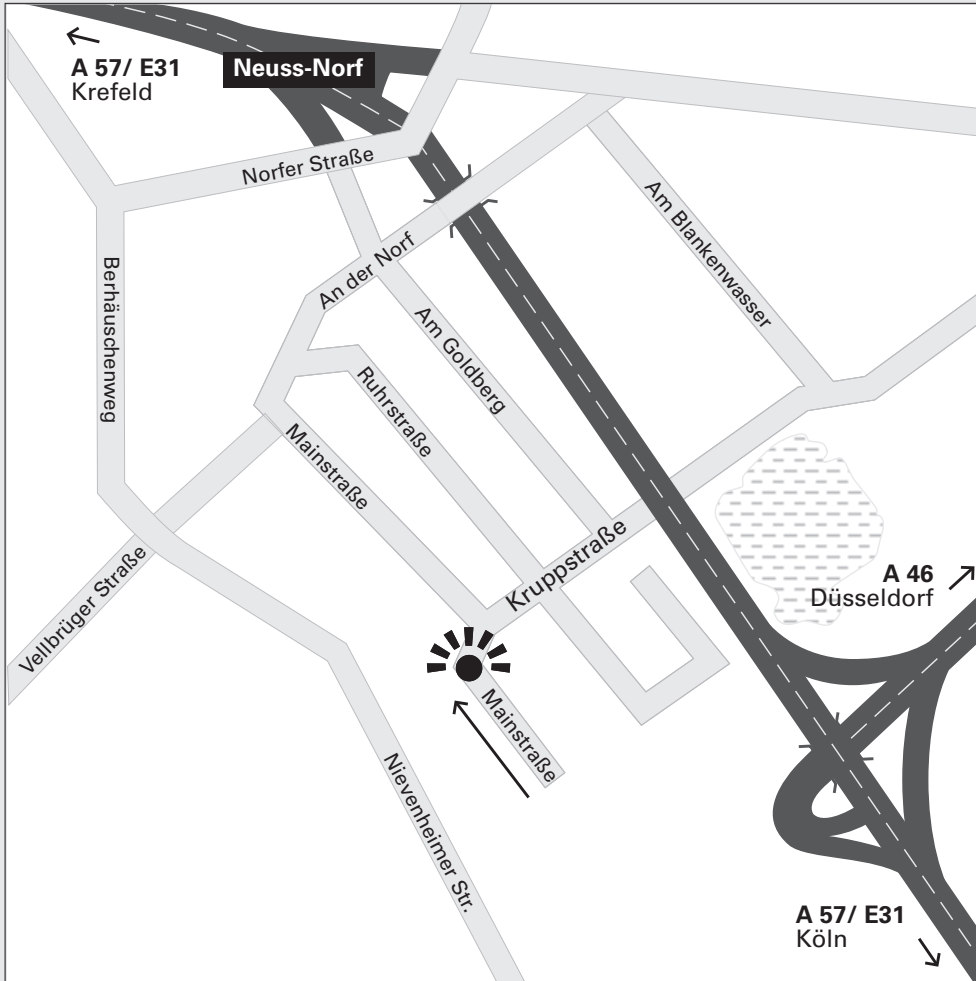 A 57/ E31
Krefeld
Neuss-Norf
Norfer Straße
An der Norf
Am Blankenwasser
Berhäuschenweg
Am Goldberg
Ruhrstraße
Mainstraße
Kruppstraße
Vellbrüger Straße
A 46
Düsseldorf
Mainstraße
Nievenheimer Str.
A 57/ E31
Köln